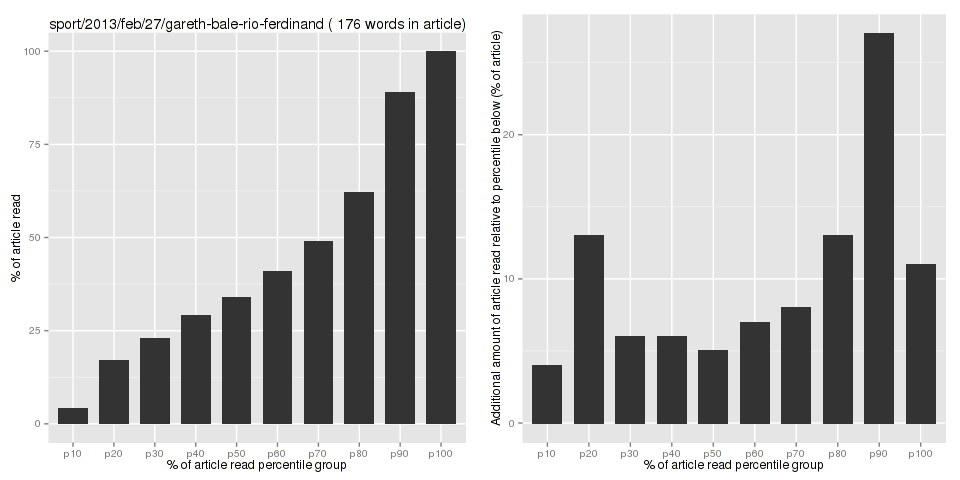 sport/2013/feb/27/gareth-bale-rio-ferdinand ( 176 words in article)
% of article read
100
75
50
25
0
p10 p20 p30 p40 p50 p60 p70 p80 p90 p100
% of article read percentile group
Additional amount of article read relative to percentile below (% of article)
20
10
0
p10 p20 p30 p40 p50 p60 p70 p80 p90 p100
% of article read percentile group